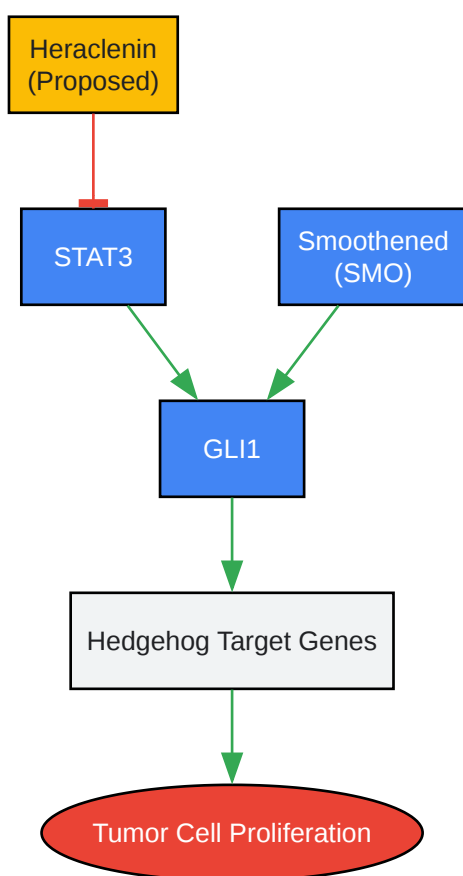 Heraclenin
(Proposed)
STAT3
Smoothened
(SMO)
GLI1
Hedgehog Target Genes
Tumor Cell Proliferation